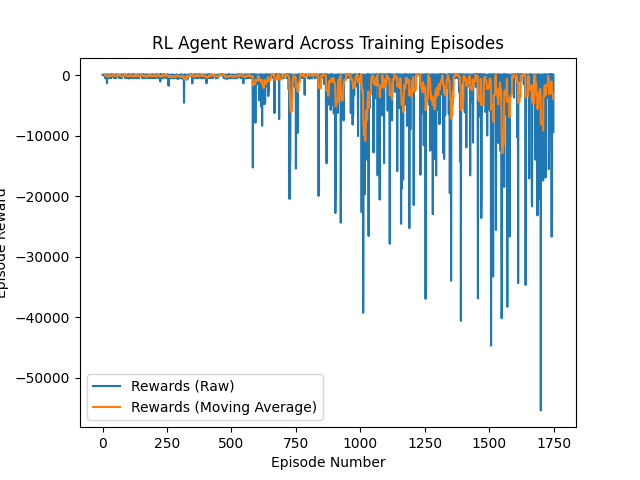 RL Agent Reward Across Training Episodes
0
−10000
−20000
−30000
−40000
−50000
Episode Reward
Rewards (Raw)
Rewards (Moving Average)
0 250 500 750 1000 1250 1500 1750
Episode Number